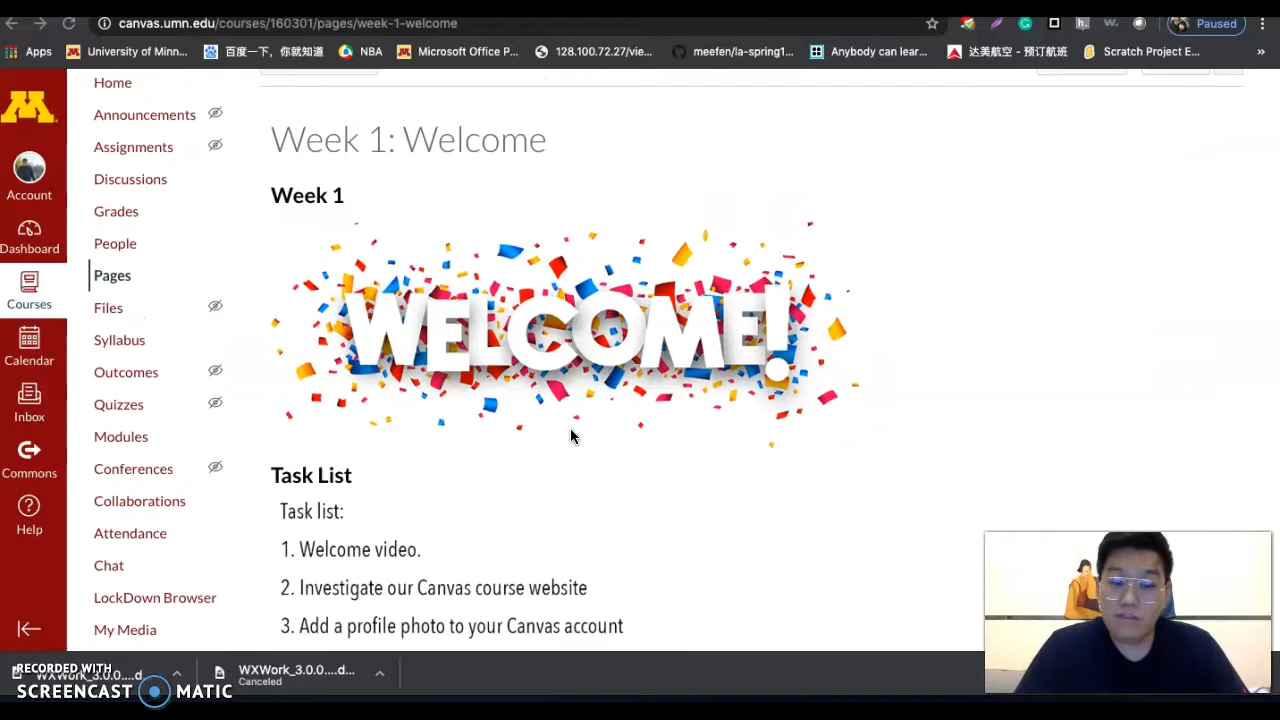 canvas.umn.edu/courses/160301/pages/week-1-welcome
Paused
Apps
University of Minn...
百度一下，你就知道
NBA
Microsoft Office P...
128.100.72.27/vie...
meefen/la-spring1...
Anybody can lear...
达美航空 - 预订航班
Scratch Project E...
»
Account
Dashboard
Courses
Calendar
Inbox
Commons
Help
Home
Announcements
Assignments
Discussions
Grades
People
Pages
Files
Syllabus
Outcomes
Quizzes
Modules
Conferences
Collaborations
Attendance
Chat
LockDown Browser
My Media
Week 1: Welcome
Week 1
WELCOME!
Task List
Task list:
1. Welcome video.
2. Investigate our Canvas course website
3. Add a profile photo to your Canvas account
WXWork_3.0.0....d...
WXWork_3.0.0....d...
Canceled
RECORDED WITH
SCREENCAST MATIC